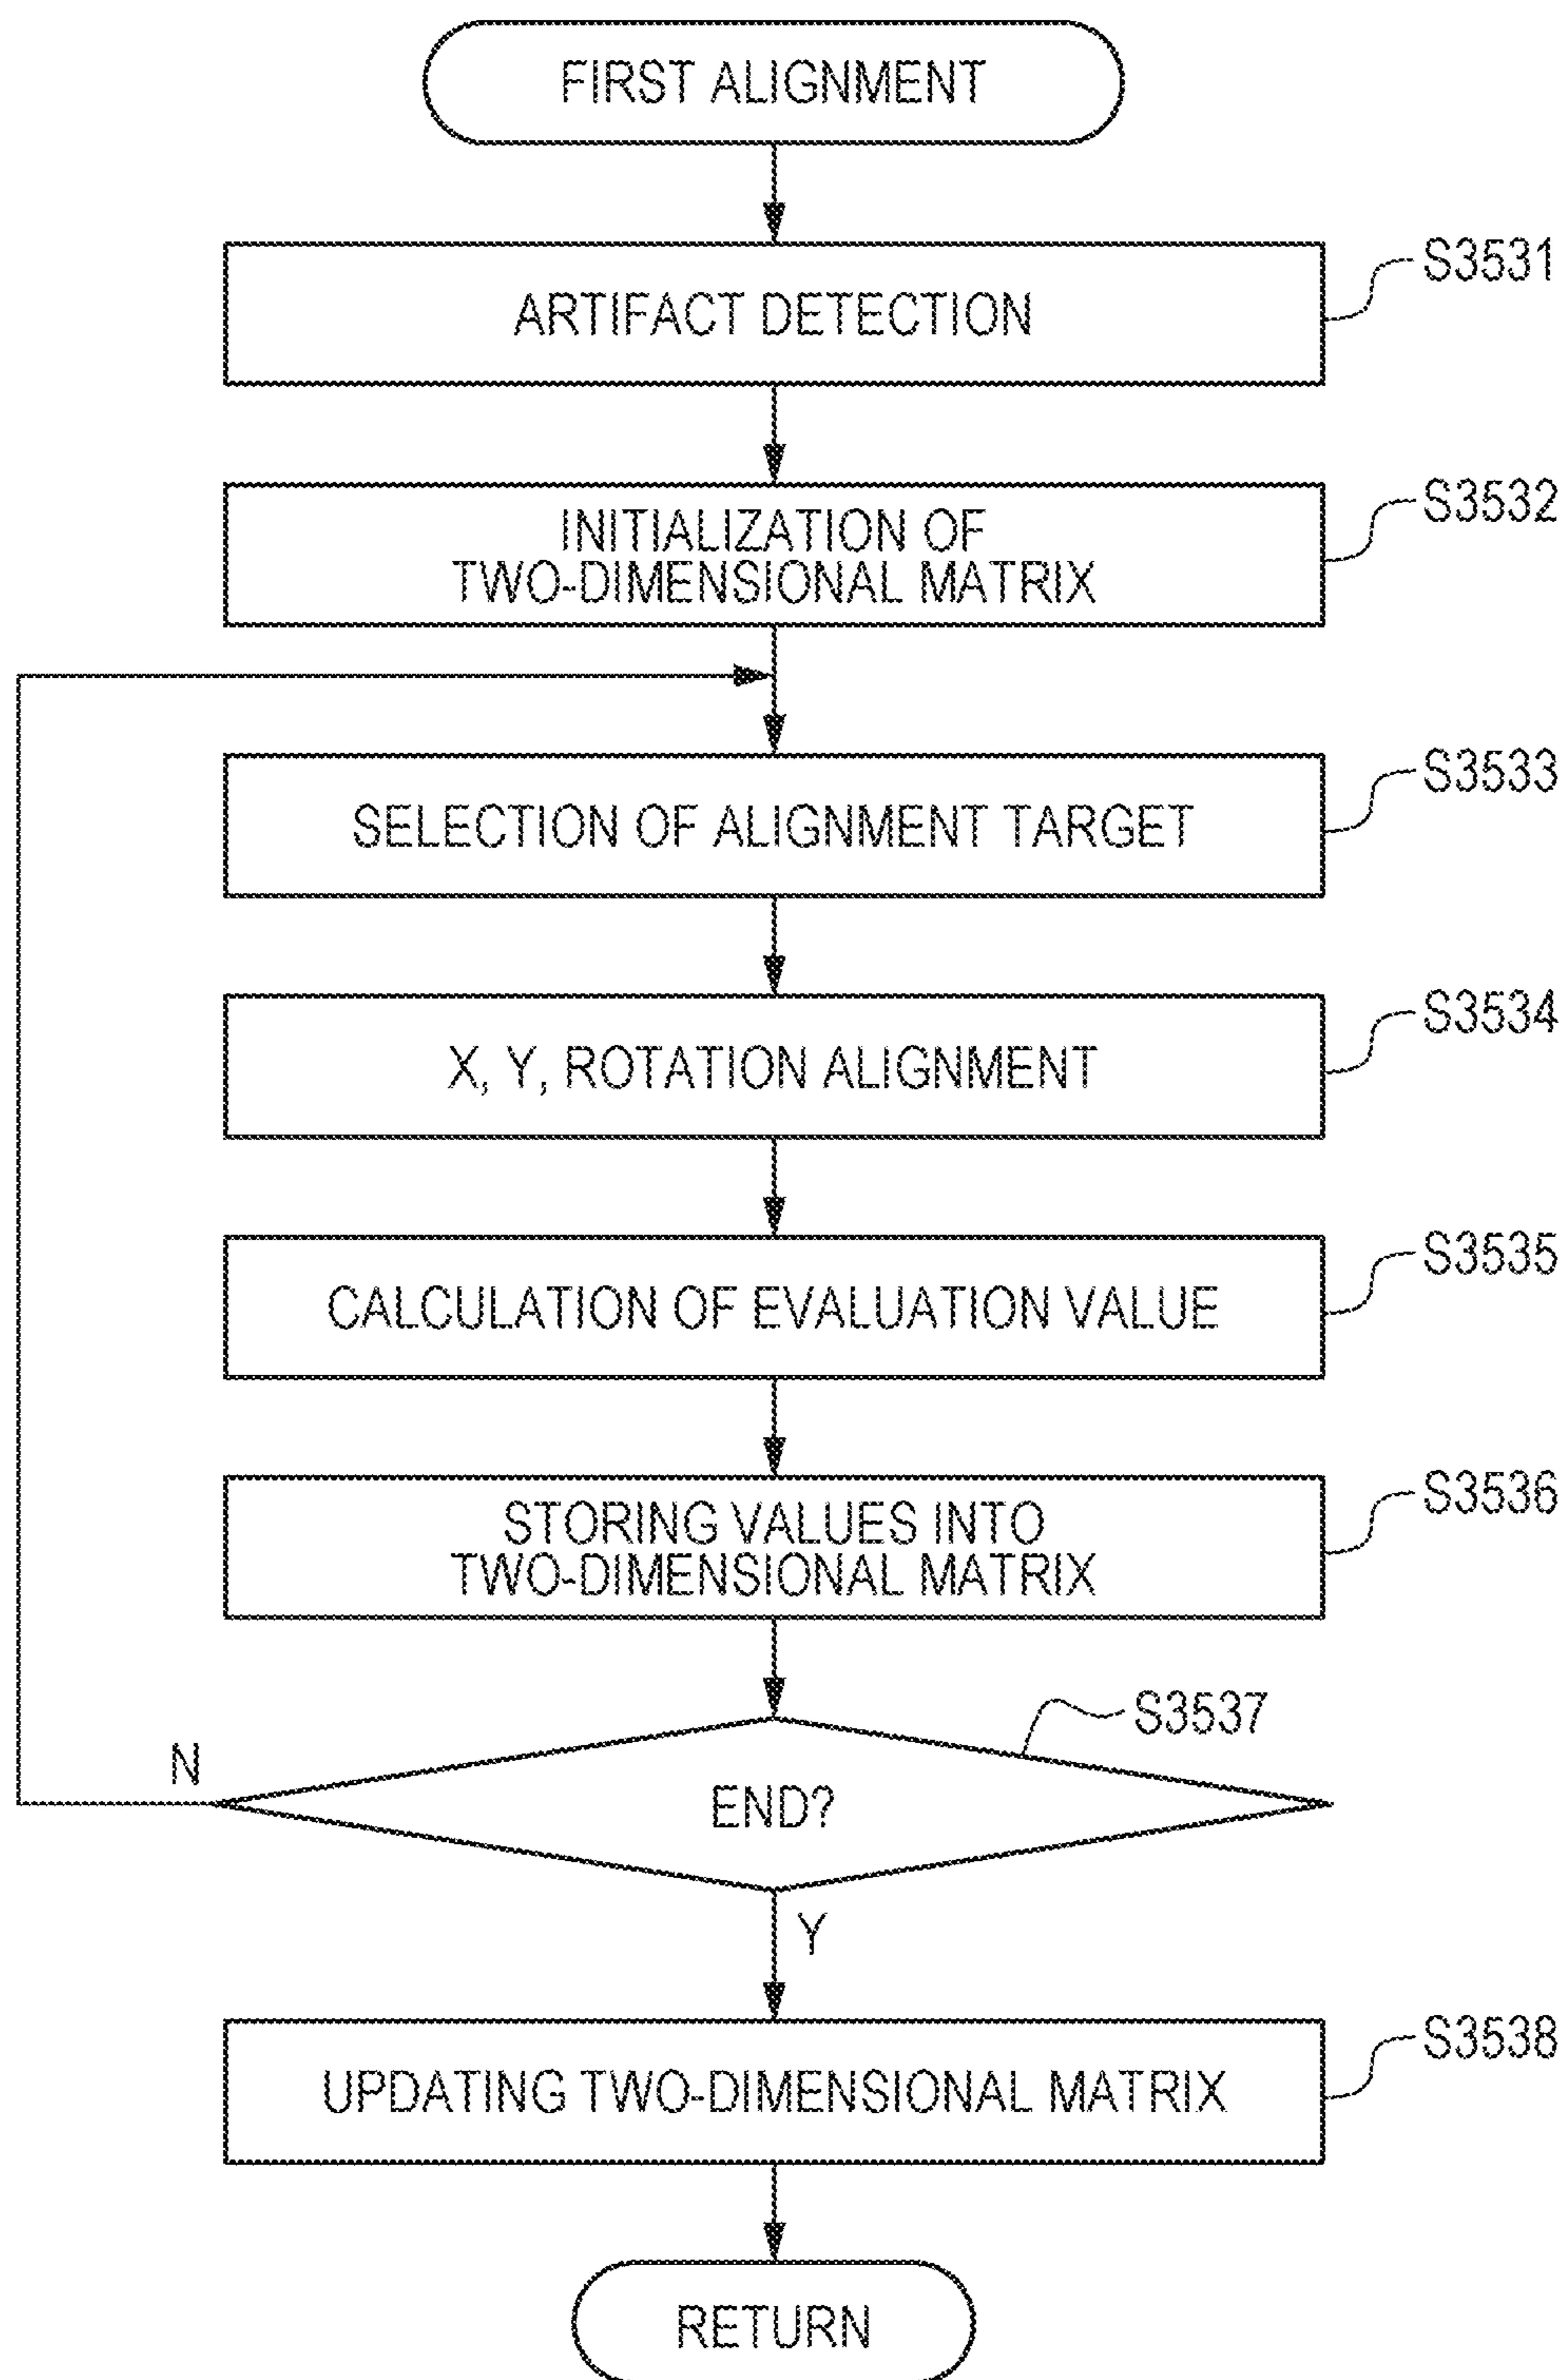 FIRST ALIGNMENT
S3531
ARTIFACT DETECTION
S3532
INITIALIZATION OF
TWO-DIMENSIONAL MATRIX
S3533
SELECTION OF ALIGNMENT TARGET
S3534
X, Y, ROTATION ALIGNMENT
S3535
CALCULATION OF EVALUATION VALUE
S3536
STORING VALUES INTO
TWO-DIMENSIONAL MATRIX
S3537
N
END?
Y
S3538
UPDATING TWO-DIMENSIONAL MATRIX
RETURN